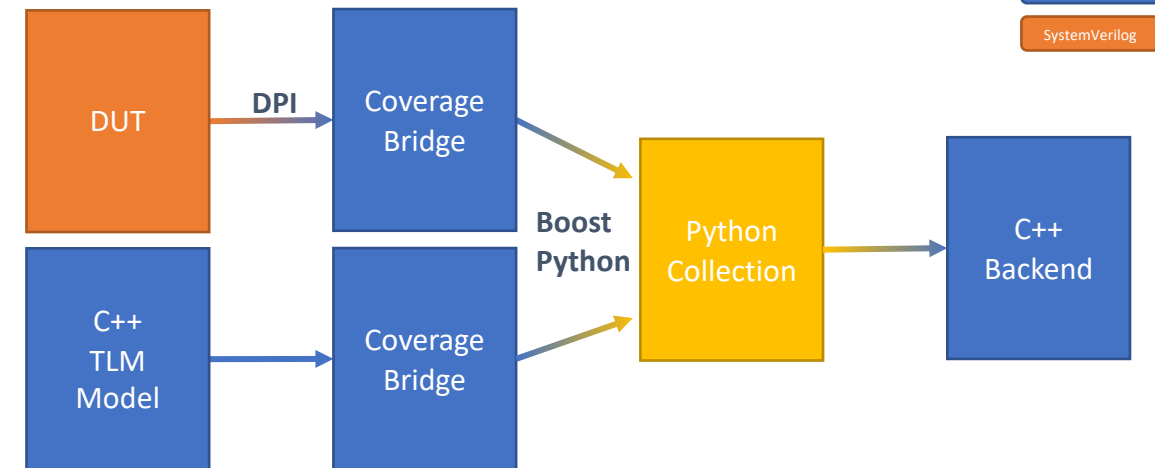 SystemVerilog
DUT
DPI
Coverage
Bridge
Boost
Python
Python
Collection
C++
Backend
C++
TLM
Model
Coverage
Bridge